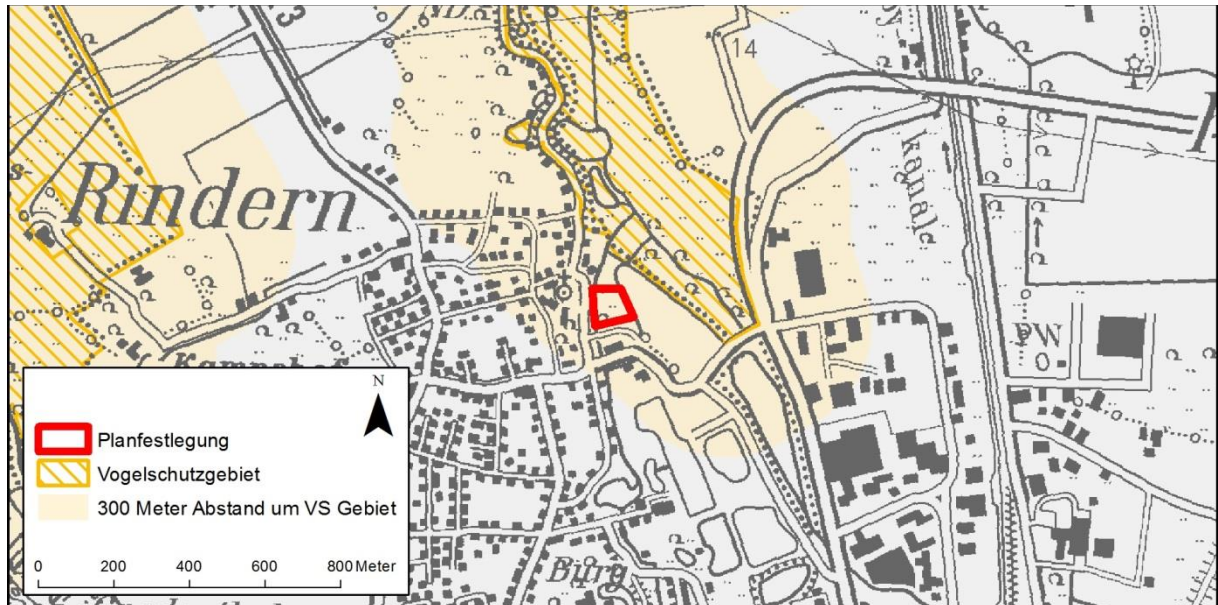 14
Rindern
kanale
PW
N
Planfestlegung
Vogelschutzgebiet
300 Meter Abstand um VS Gebiet
0 200 400 600 800 Meter
Burg